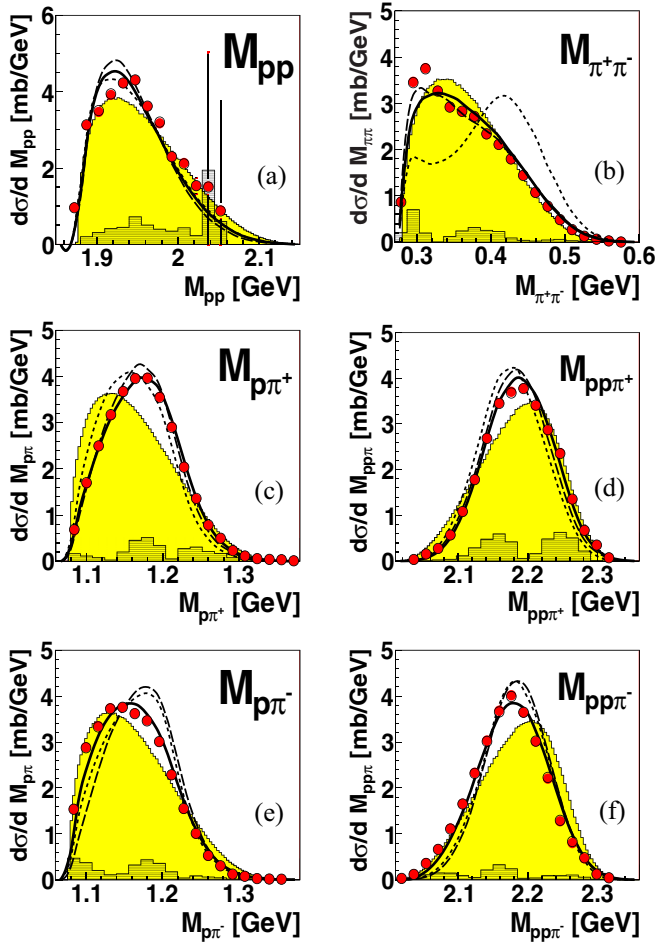 dσ/d M_pp [mb/GeV]
6
4
2
0
M_pp
(a)
1.9
2
2.1
M_pp [GeV]
dσ/d M_ππ [mb/GeV]
5
4
3
2
1
0
M_π⁺π⁻
(b)
0.3
0.4
0.5
0.6
M_π⁺π⁻ [GeV]
dσ/d M_pπ [mb/GeV]
5
4
3
2
1
0
M_pπ⁺
(c)
1.1
1.2
1.3
M_pπ⁺ [GeV]
dσ/d M_ppπ [mb/GeV]
5
4
3
2
1
0
M_ppπ⁺
(d)
2.1
2.2
2.3
M_ppπ⁺ [GeV]
dσ/d M_pπ [mb/GeV]
5
4
3
2
1
0
M_pπ⁻
(e)
1.1
1.2
1.3
M_pπ⁻ [GeV]
dσ/d M_ppπ [mb/GeV]
5
4
3
2
1
0
M_ppπ⁻
(f)
2.1
2.2
2.3
M_ppπ⁻ [GeV]